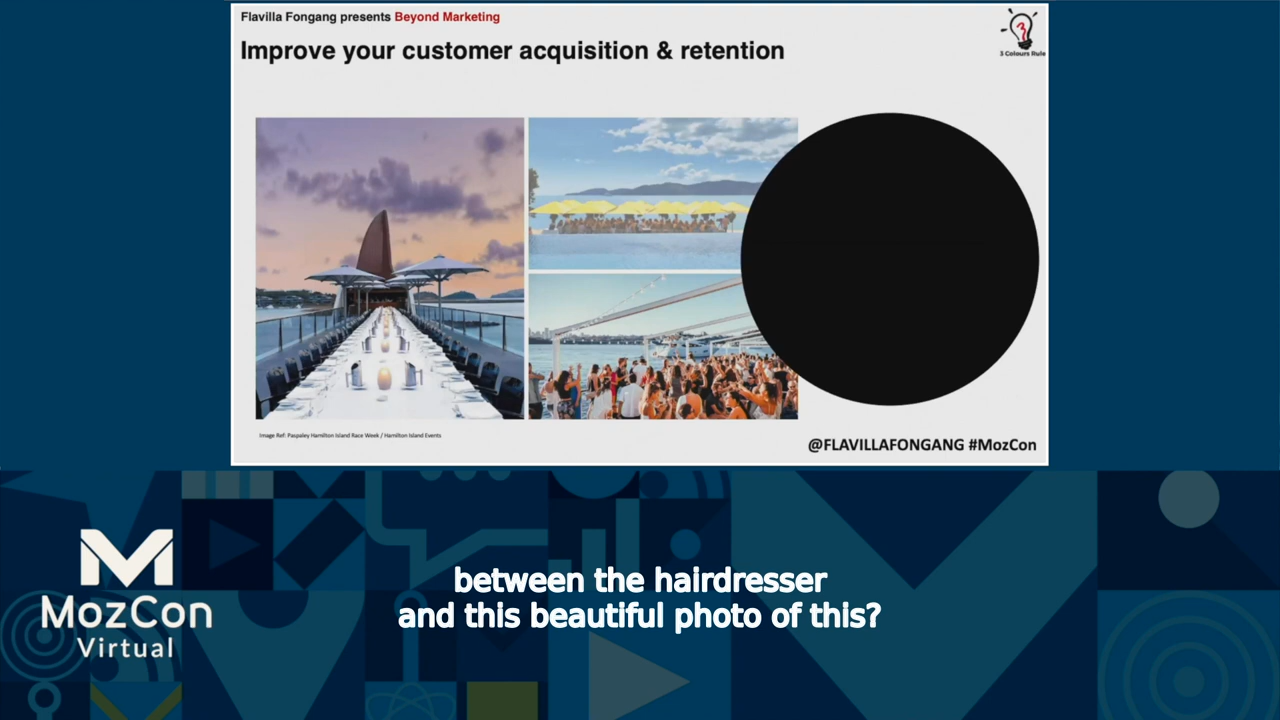 Flavilla Fongang presents Beyond Marketing
Improve your customer acquisition & retention
3
3 Colours Rule
Image Ref: Paspaley Hamilton Island Race Week / Hamilton Island Events
@FLAVILLAFONGANG #MozCon
M
MozCon
Virtual
between the hairdresser
and this beautiful photo of this?